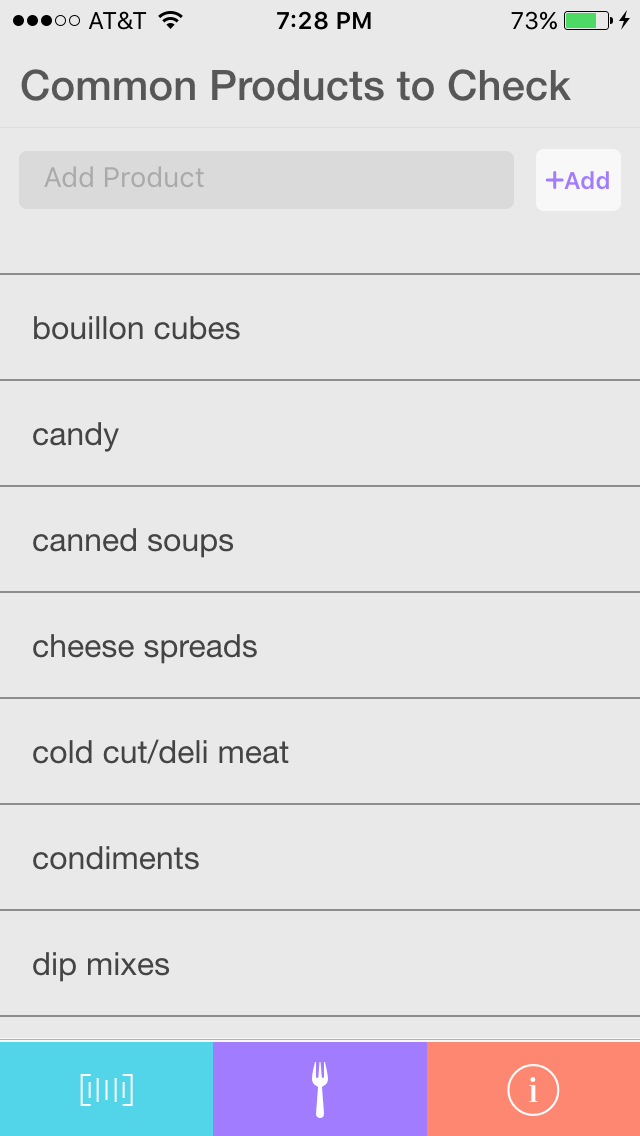 AT&T 7:28 PM 73%
Common Products to Check
Add Product +Add
bouillon cubes
candy
canned soups
cheese spreads
cold cut/deli meat
condiments
dip mixes
i